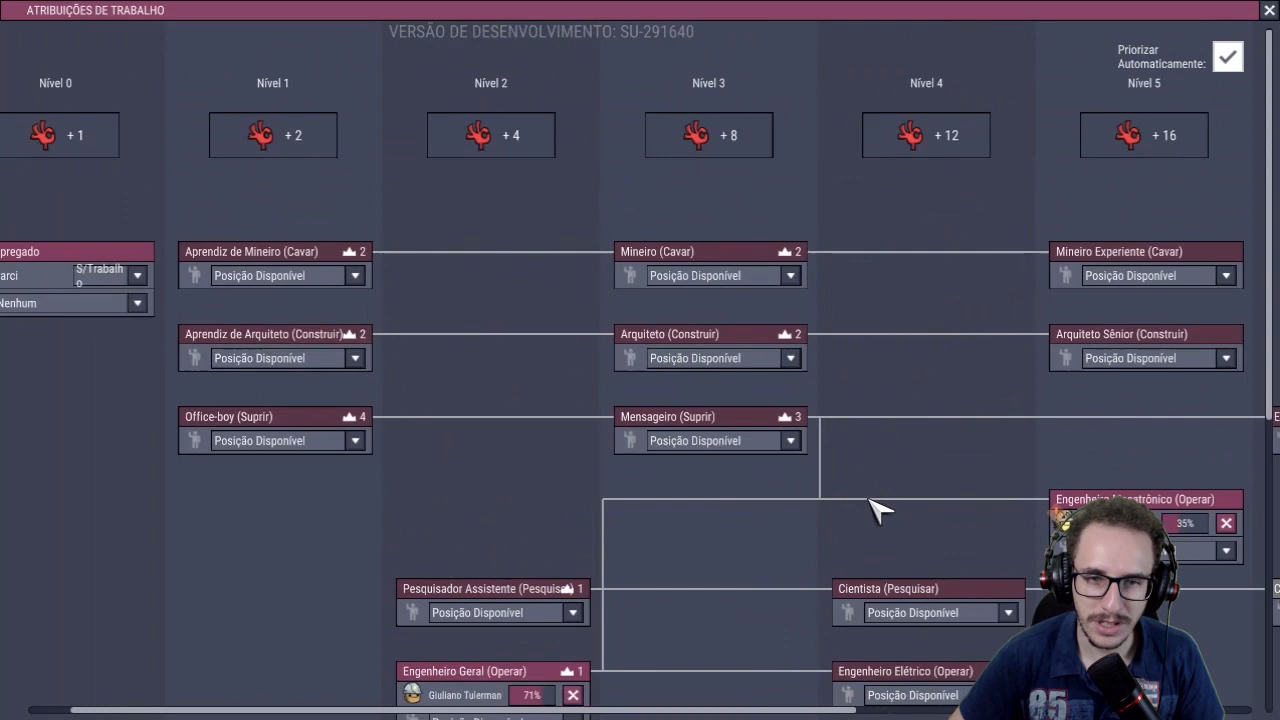 ATRIBUIÇÕES DE TRABALHO
VERSÃO DE DESENVOLVIMENTO: SU-291640
Priorizar
Automaticamente:
Nível 0
Nível 1
Nível 2
Nível 3
Nível 4
Nível 5
+ 1
+ 2
+ 4
+ 8
+ 12
+ 16
pregado
Aprendiz de Mineiro (Cavar) 2
Mineiro (Cavar) 2
Mineiro Experiente (Cavar)
arci
S/Trabalh
o
Posição Disponível
Posição Disponível
Posição Disponível
Nenhum
Aprendiz de Arquiteto (Construir) 2
Arquiteto (Construir) 2
Arquiteto Sênior (Construir)
Posição Disponível
Posição Disponível
Posição Disponível
Office-boy (Suprir) 4
Mensageiro (Suprir) 3
Posição Disponível
Posição Disponível
Engenheiro (Operar)
35%
Pesquisador Assistente 1
Cientista (Pesquisar)
Posição Disponível
Posição Disponível
Engenheiro Geral (Operar) 1
Engenheiro Elétrico (Operar)
Giuliano Tulerman 71%
Posição Disponível
85